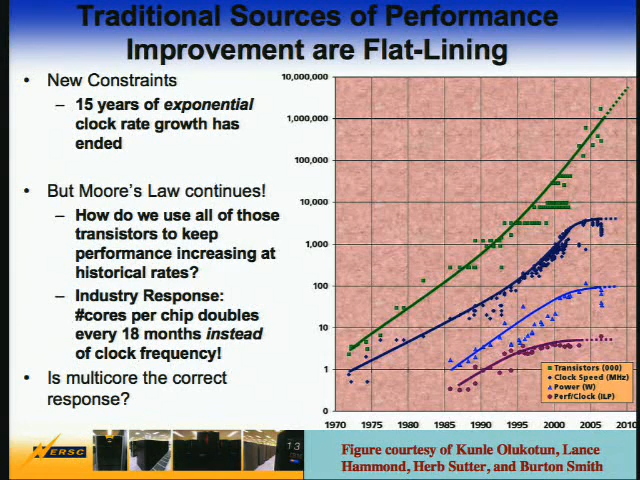 Traditional Sources of Performance
Improvement are Flat-Lining
• New Constraints
– 15 years of exponential
clock rate growth has
ended
• But Moore's Law continues!
– How do we use all of those
transistors to keep
performance increasing at
historical rates?
– Industry Response:
#cores per chip doubles
every 18 months instead
of clock frequency!
• Is multicore the correct
response?
10,000,000
1,000,000
100,000
10,000
1,000
100
10
1
0
1970 1975 1980 1985 1990 1995 2000 2005 2010
Transistors (000)
Clock Speed (MHz)
Power (W)
Perf/Clock (ILP)
NERSC
13
Figure courtesy of Kunle Olukotun, Lance
Hammond, Herb Sutter, and Burton Smith